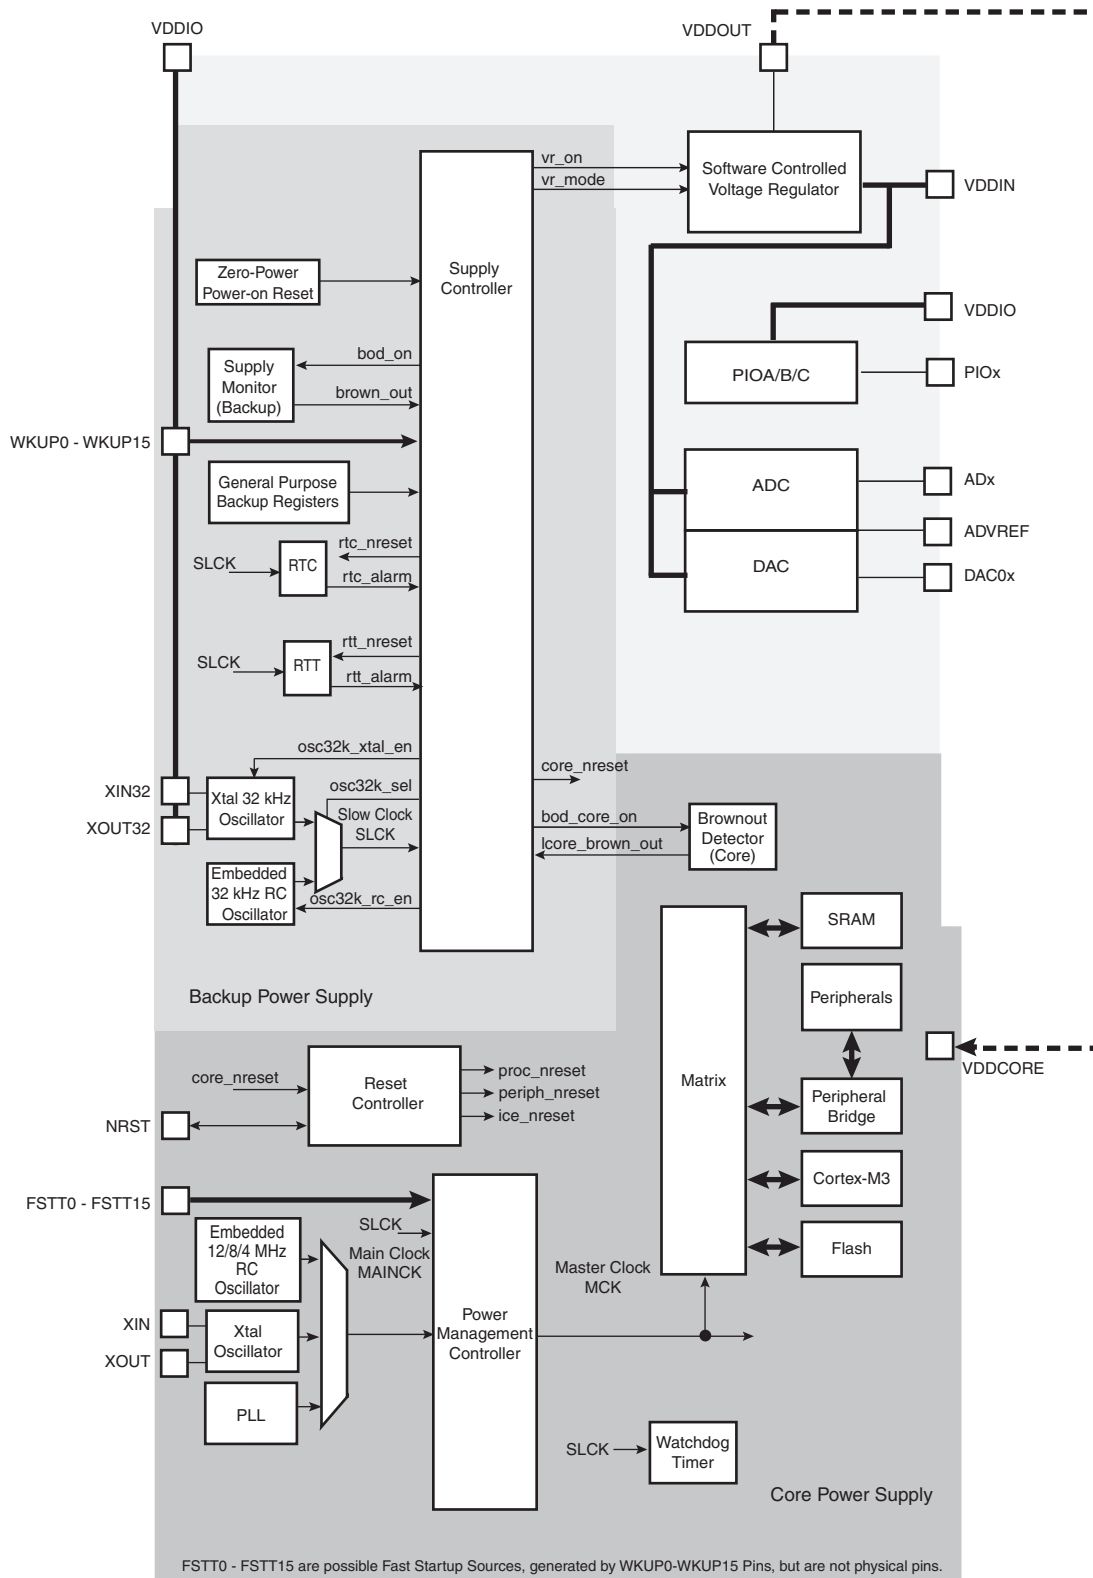 VDDIO
VDDOUT
vr_on
vr_mode
Software Controlled
Voltage Regulator
VDDIN
Zero-Power
Power-on Reset
Supply
Controller
VDDIO
bod_on
Supply
Monitor
(Backup)
brown_out
PIOA/B/C
PIOx
WKUP0 - WKUP15
General Purpose
Backup Registers
ADC
ADx
ADVREF
DAC
DAC0x
rtc_nreset
SLCK
RTC
rtc_alarm
rtt_nreset
SLCK
RTT
rtt_alarm
osc32k_xtal_en
core_nreset
XIN32
Xtal 32 kHz
Oscillator
osc32k_sel
XOUT32
Slow Clock
SLCK
bod_core_on
lcore_brown_out
Brownout
Detector
(Core)
Embedded
32 kHz RC
Oscillator
osc32k_rc_en
SRAM
Backup Power Supply
Peripherals
VDDCORE
core_nreset
Reset
Controller
proc_nreset
periph_nreset
ice_nreset
NRST
Matrix
Peripheral
Bridge
Cortex-M3
FSTT0 - FSTT15
SLCK
Embedded
12/8/4 MHz
RC
Oscillator
Main Clock
MAINCK
Master Clock
MCK
Flash
XIN
Xtal
Oscillator
XOUT
Power
Management
Controller
PLL
SLCK
Watchdog
Timer
Core Power Supply
FSTT0 - FSTT15 are possible Fast Startup Sources, generated by WKUP0-WKUP15 Pins, but are not physical pins.